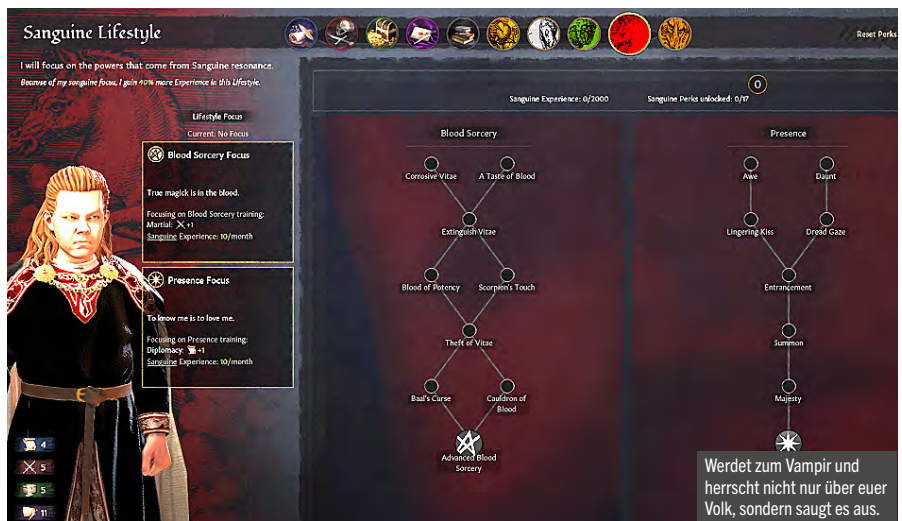 Sanguine Lifestyle
Reset Perks
I will focus on the powers that come from Sanguine resonance.
Because of my sanguine focus, I gain 40% more Experience in this Lifestyle.
0
Sanguine Experience: 0/2000
Sanguine Perks unlocked: 0/17
Lifestyle Focus
Current: No Focus
Blood Sorcery Focus
True magick is in the blood.
Focusing on Blood Sorcery training:
Martial: +1
Sanguine Experience: 10/month
Presence Focus
To know me is to love me.
Focusing on Presence training:
Diplomacy: +1
Sanguine Experience: 10/month
4
5
5
11
Blood Sorcery
Corrosive Vitae
A Taste of Blood
Extinguish Vitae
Blood of Potency
Scorpion's Touch
Theft of Vitae
Baal's Curse
Cauldron of
Blood
Advanced Blood
Sorcery
Presence
Awe
Daunt
Lingering Kiss
Dread Gaze
Entrancement
Summon
Majesty
Werdet zum Vampir und
herrscht nicht nur über euer
Volk, sondern saugt es aus.